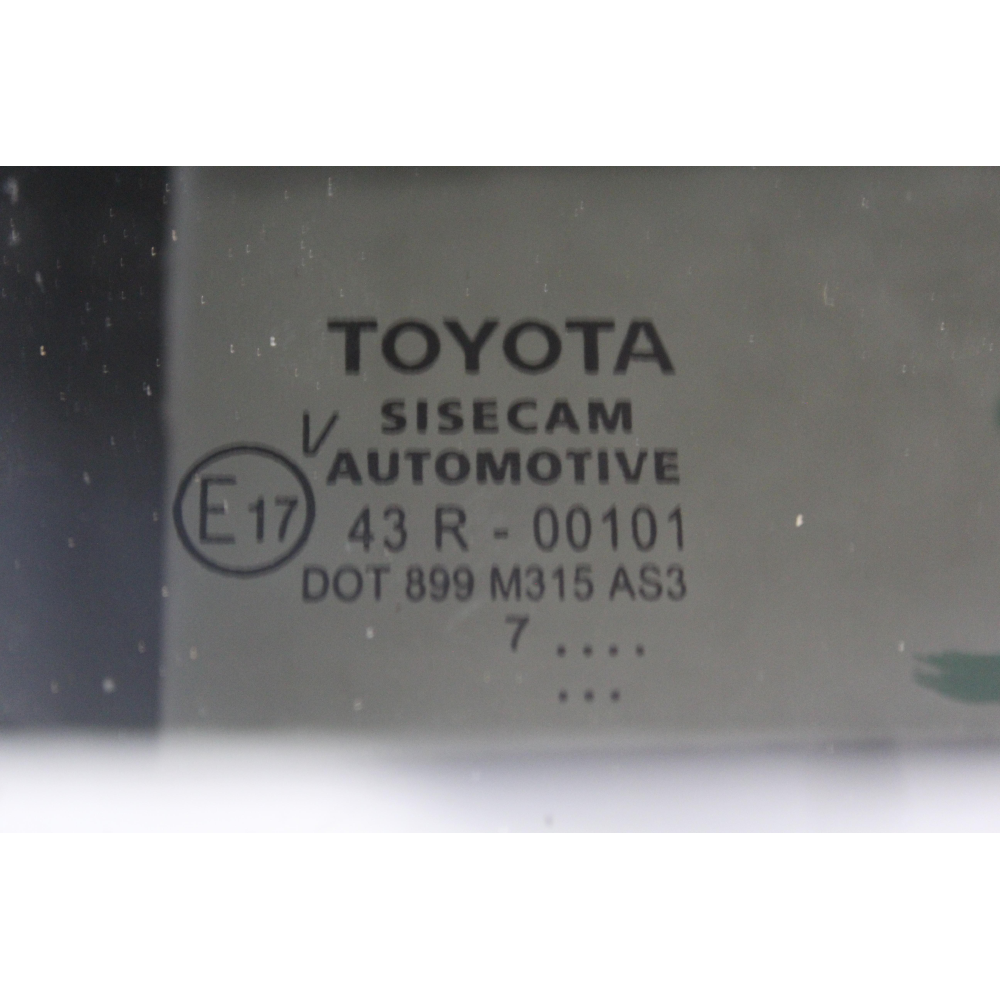 TOYOTA
SISECAM
V
AUTOMOTIVE
E17
43 R - 00101
DOT 899 M315 AS3
7 ....
...